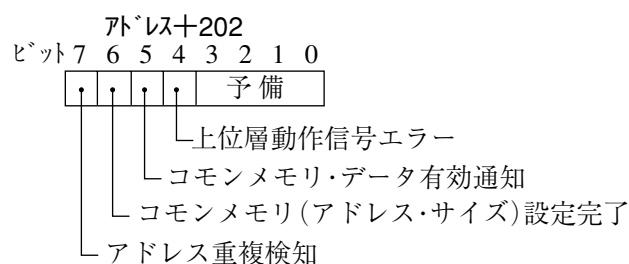 ｱﾄﾞﾚｽ＋202
ﾋﾞｯﾄ 7 6 5 4 3 2 1 0
予備
上位層動作信号エラー
コモンメモリ・データ有効通知
コモンメモリ（アドレス・サイズ）設定完了
アドレス重複検知